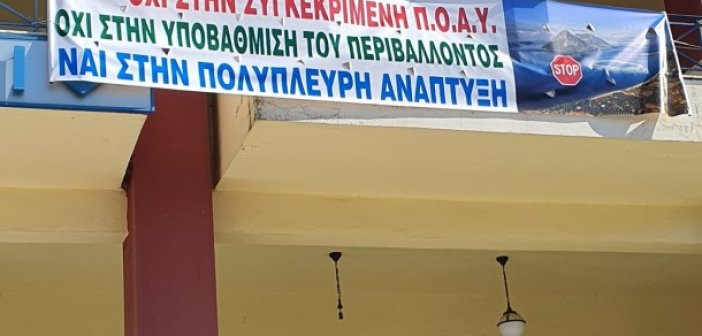 ΟΧΙ ΣΤΗΝ ΣΥΓΚΕΚΡΙΜΕΝΗ Π.Ο.Α.Υ.
ΟΧΙ ΣΤΗΝ ΥΠΟΒΑΘΜΙΣΗ ΤΟΥ ΠΕΡΙΒΑΛΛΟΝΤΟΣ
ΝΑΙ ΣΤΗΝ ΠΟΛΥΠΛΕΥΡΗ ΑΝΑΠΤΥΞΗ
STOP